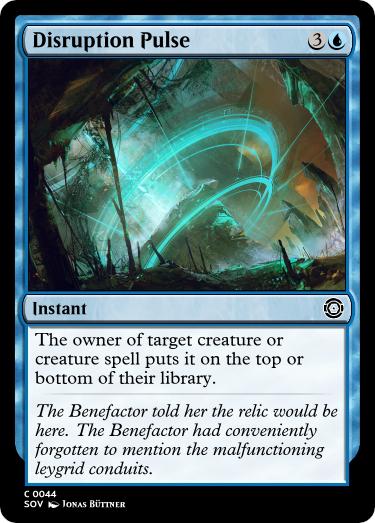 Disruption Pulse 3
Instant
The owner of target creature or
creature spell puts it on the top or
bottom of their library.
The Benefactor told her the relic would be
here. The Benefactor had conveniently
forgotten to mention the malfunctioning
leygrid conduits.
C 0044
SOV Jonas Büttner